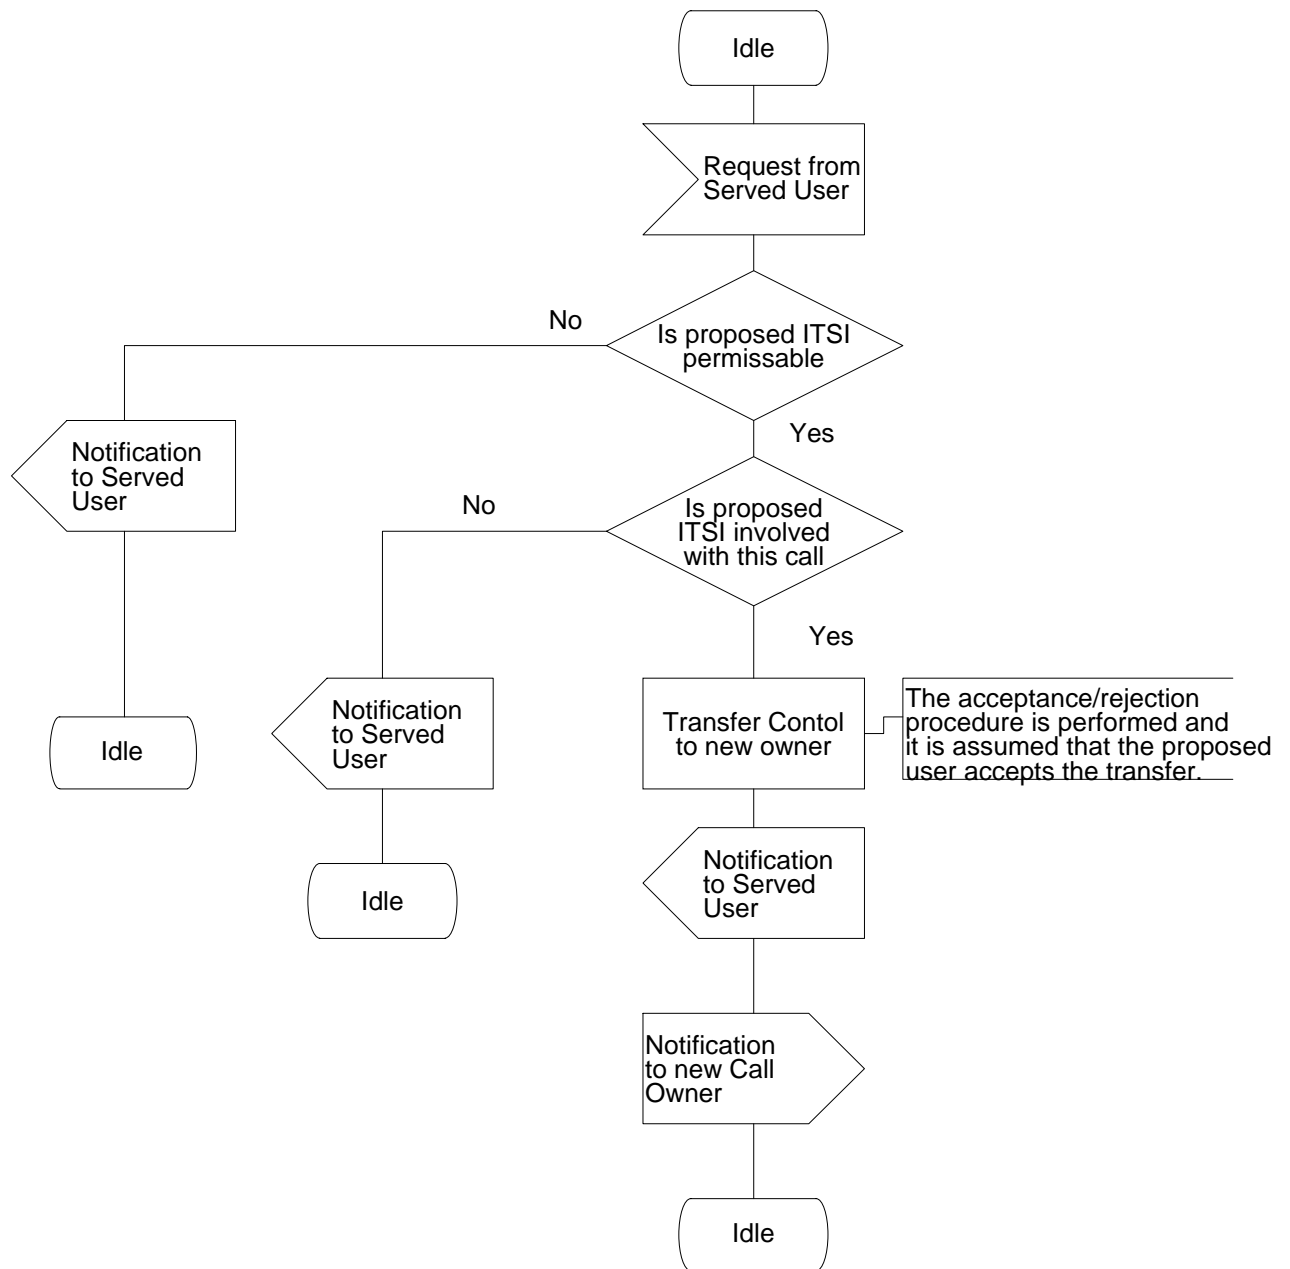 Idle
Request from
Served User
No
Is proposed ITSI
permissable
Yes
Notification
to Served
User
No
Is proposed
ITSI involved
with this call
Yes
Idle
Notification
to Served
User
Transfer Contol
to new owner
The acceptance/rejection
procedure is performed and
it is assumed that the proposed
user accepts the transfer.
Idle
Notification
to Served
User
Notification
to new Call
Owner
Idle